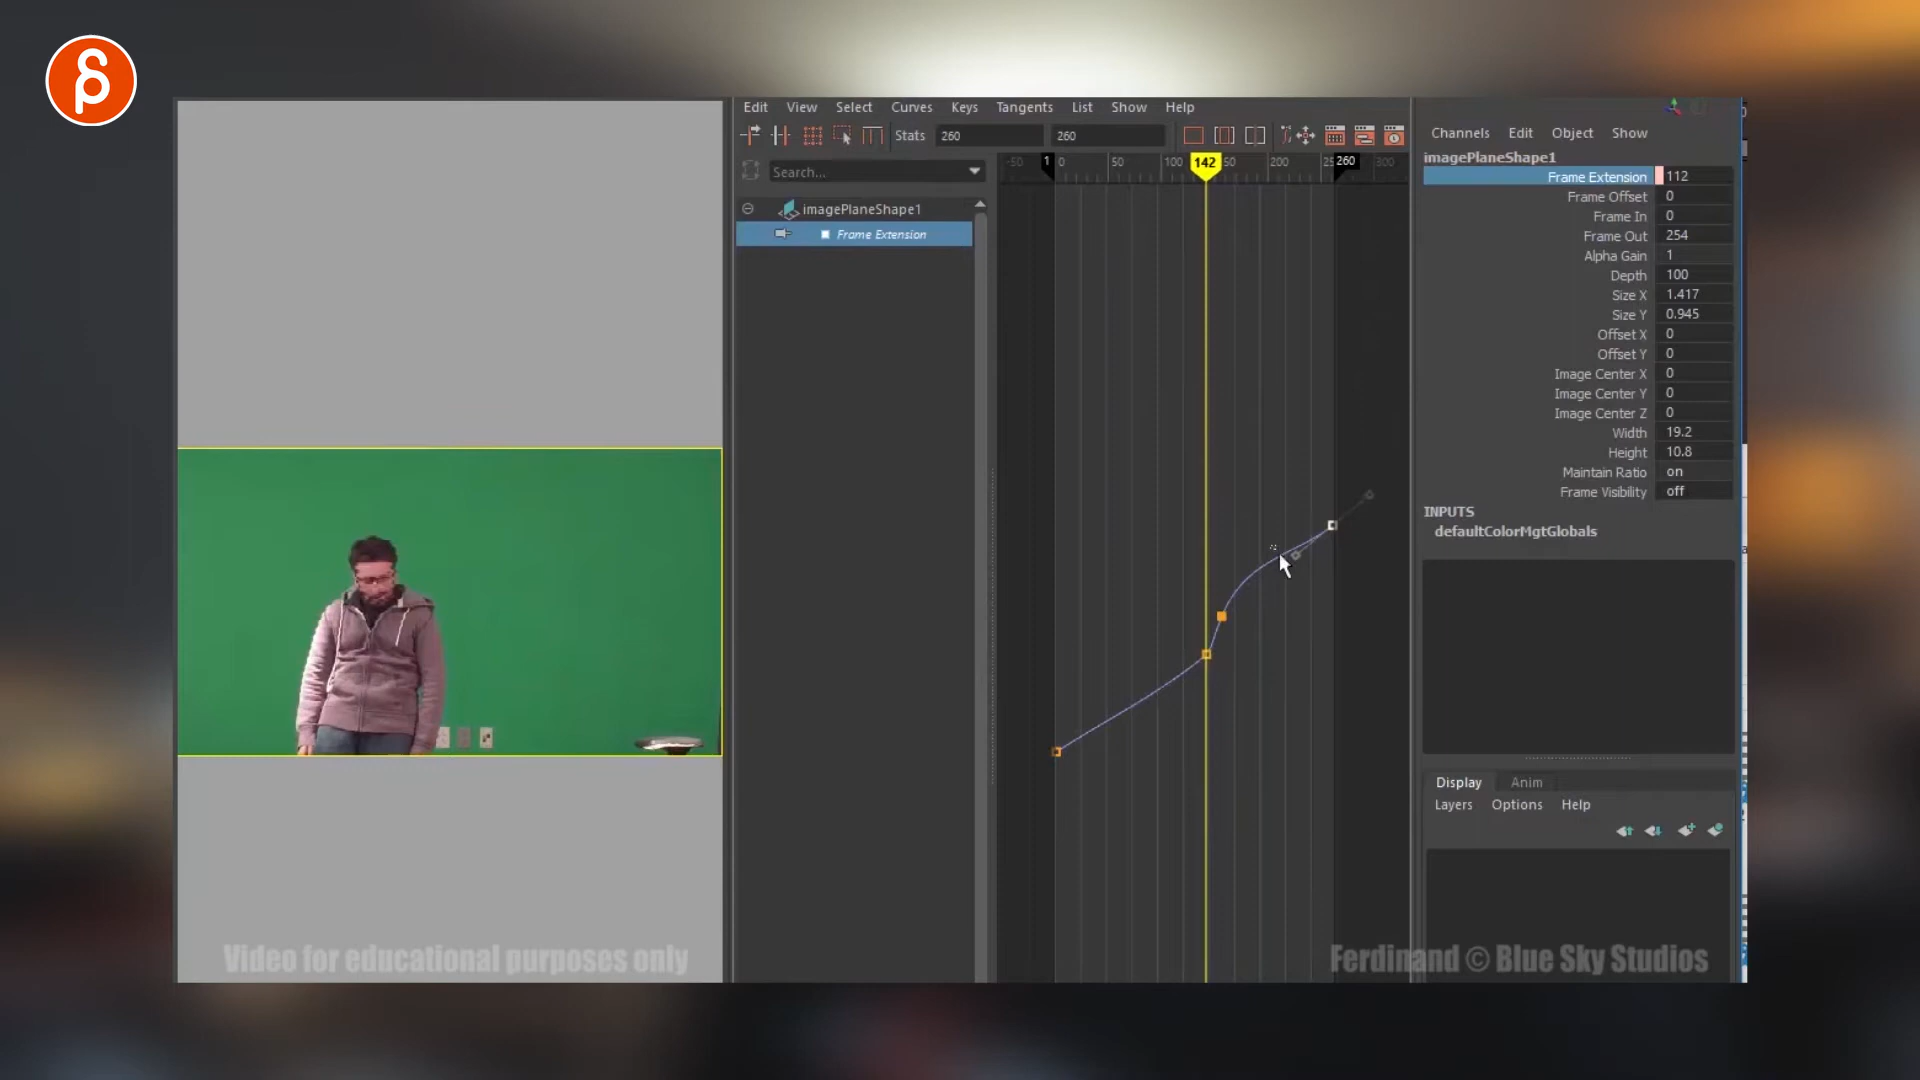 Edit View Select Curves Keys Tangents List Show Help
Stats 260 260
Search...
imagePlaneShape1
Frame Extension
-50 1 0 50 100 142 50 200 25 260 300
Channels Edit Object Show
imagePlaneShape1
Frame Extension 112
Frame Offset 0
Frame In 0
Frame Out 254
Alpha Gain 1
Depth 100
Size X 1.417
Size Y 0.945
Offset X 0
Offset Y 0
Image Center X 0
Image Center Y 0
Image Center Z 0
Width 19.2
Height 10.8
Maintain Ratio on
Frame Visibility off
INPUTS
defaultColorMgtGlobals
Display Anim
Layers Options Help
Video for educational purposes only
Ferdinand © Blue Sky Studios